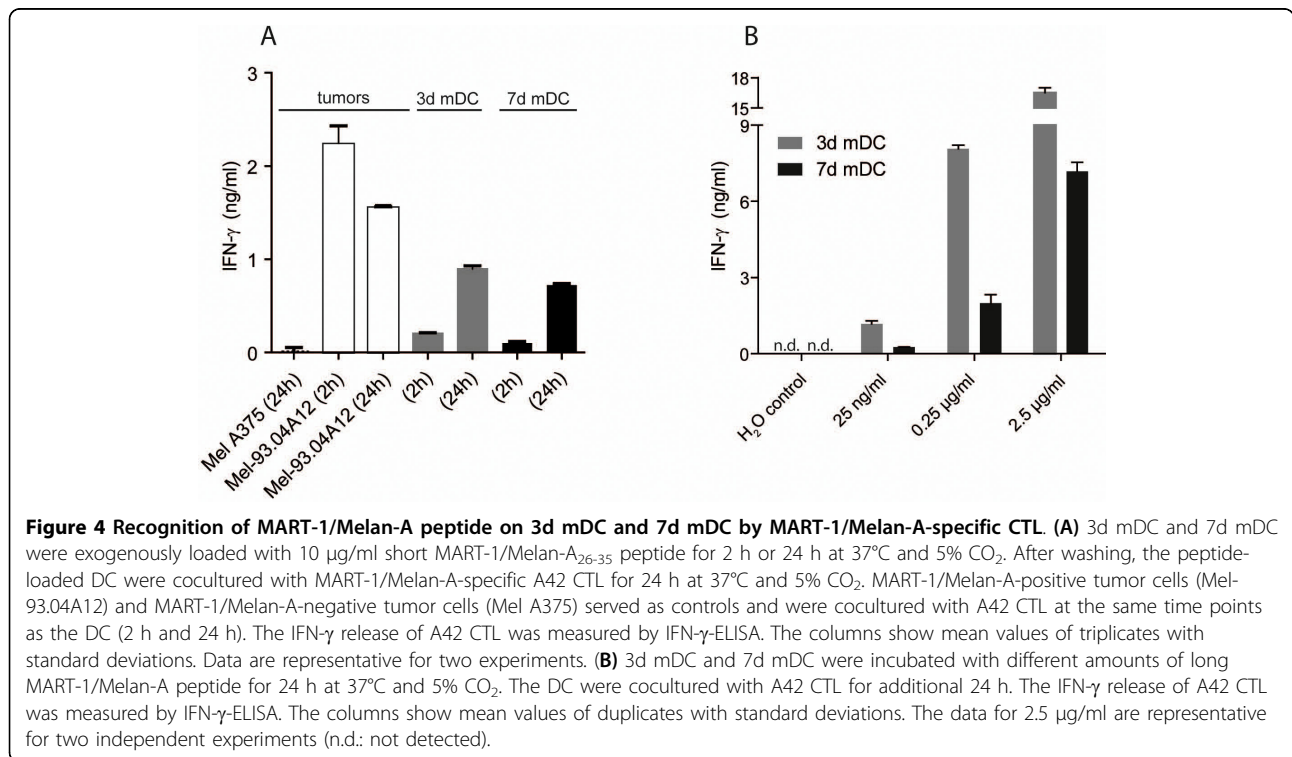 A
B
3
2
1
0
IFN-γ (ng/ml)
tumors
3d mDC
7d mDC
Mel A375 (24h)
Mel-93.04A12 (2h)
Mel-93.04A12 (24h)
(2h)
(24h)
(2h)
(24h)
18
15
9
6
3
0
IFN-γ (ng/ml)
3d mDC
7d mDC
n.d. n.d.
H₂O control
25 ng/ml
0.25 µg/ml
2.5 µg/ml
Figure 4 Recognition of MART-1/Melan-A peptide on 3d mDC and 7d mDC by MART-1/Melan-A-specific CTL. (A) 3d mDC and 7d mDC
were exogenously loaded with 10 μg/ml short MART-1/Melan-A₂₆₋₃₅ peptide for 2 h or 24 h at 37°C and 5% CO₂. After washing, the peptide-
loaded DC were cocultured with MART-1/Melan-A-specific A42 CTL for 24 h at 37°C and 5% CO₂. MART-1/Melan-A-positive tumor cells (Mel-
93.04A12) and MART-1/Melan-A-negative tumor cells (Mel A375) served as controls and were cocultured with A42 CTL at the same time points
as the DC (2 h and 24 h). The IFN-γ release of A42 CTL was measured by IFN-γ-ELISA. The columns show mean values of triplicates with
standard deviations. Data are representative for two experiments. (B) 3d mDC and 7d mDC were incubated with different amounts of long
MART-1/Melan-A peptide for 24 h at 37°C and 5% CO₂. The DC were cocultured with A42 CTL for additional 24 h. The IFN-γ release of A42 CTL
was measured by IFN-γ-ELISA. The columns show mean values of duplicates with standard deviations. The data for 2.5 μg/ml are representative
for two independent experiments (n.d.: not detected).